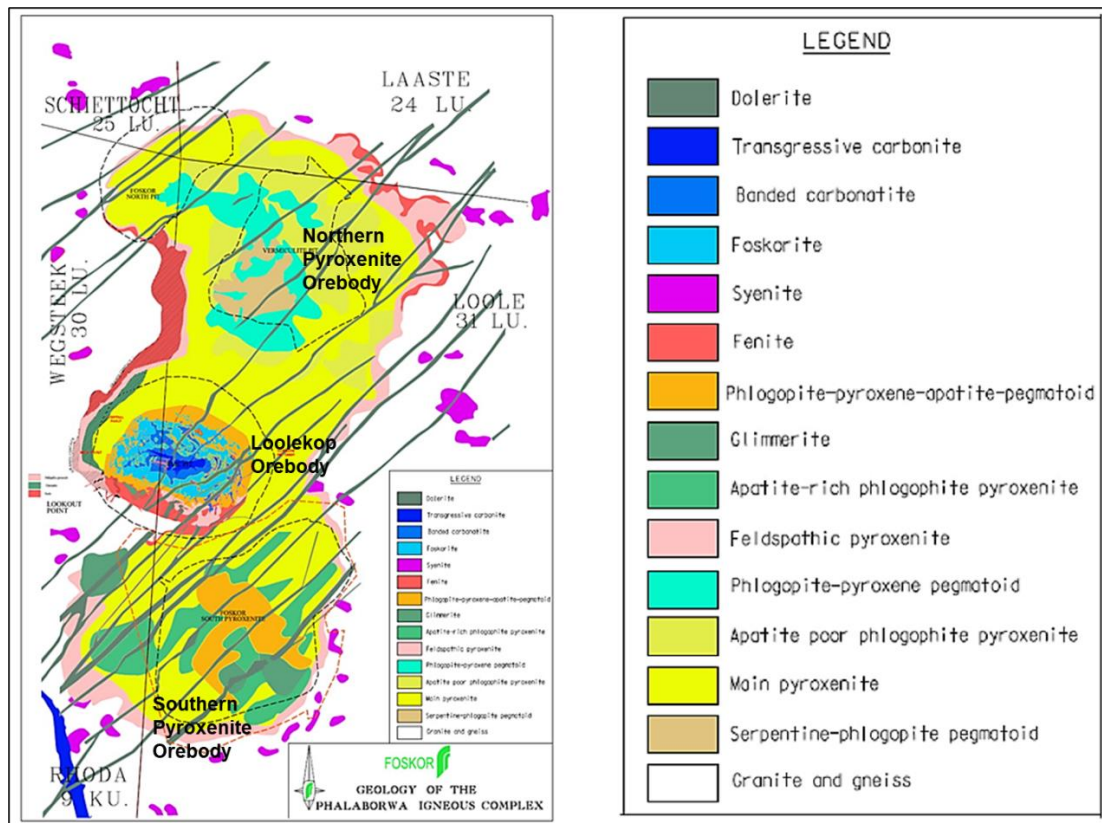 SCHIETTOCHT
25 LU.
LAASTE
24 LU.
FOSKOR
NORTH PIT
Northern
Pyroxenite
Orebody
VERMICULITE PIT
WEGSTEEK
30 LU.
LOOLE
31 LU.
Loolekop
Orebody
LOOKOUT
POINT
FOSKOR
SOUTH PYROXENITE
Southern
Pyroxenite
Orebody
RHODA
9 KU.
LEGEND
Dolerite
Transgressive carbonite
Banded carbonatite
Foskorite
Syenite
Fenite
Phlogopite-pyroxene-apatite-pegmatoid
Glimmerite
Apatite-rich phlogophite pyroxenite
Feldspathic pyroxenite
Phlogopite-pyroxene pegmatoid
Apatite poor phlogophite pyroxenite
Main pyroxenite
Serpentine-phlogopite pegmatoid
Granite and gneiss
FOSKOR
GEOLOGY OF THE
PHALABORWA IGNEOUS COMPLEX
LEGEND
Dolerite
Transgressive carbonite
Banded carbonatite
Foskorite
Syenite
Fenite
Phlogopite-pyroxene-apatite-pegmatoid
Glimmerite
Apatite-rich phlogophite pyroxenite
Feldspathic pyroxenite
Phlogopite-pyroxene pegmatoid
Apatite poor phlogophite pyroxenite
Main pyroxenite
Serpentine-phlogopite pegmatoid
Granite and gneiss